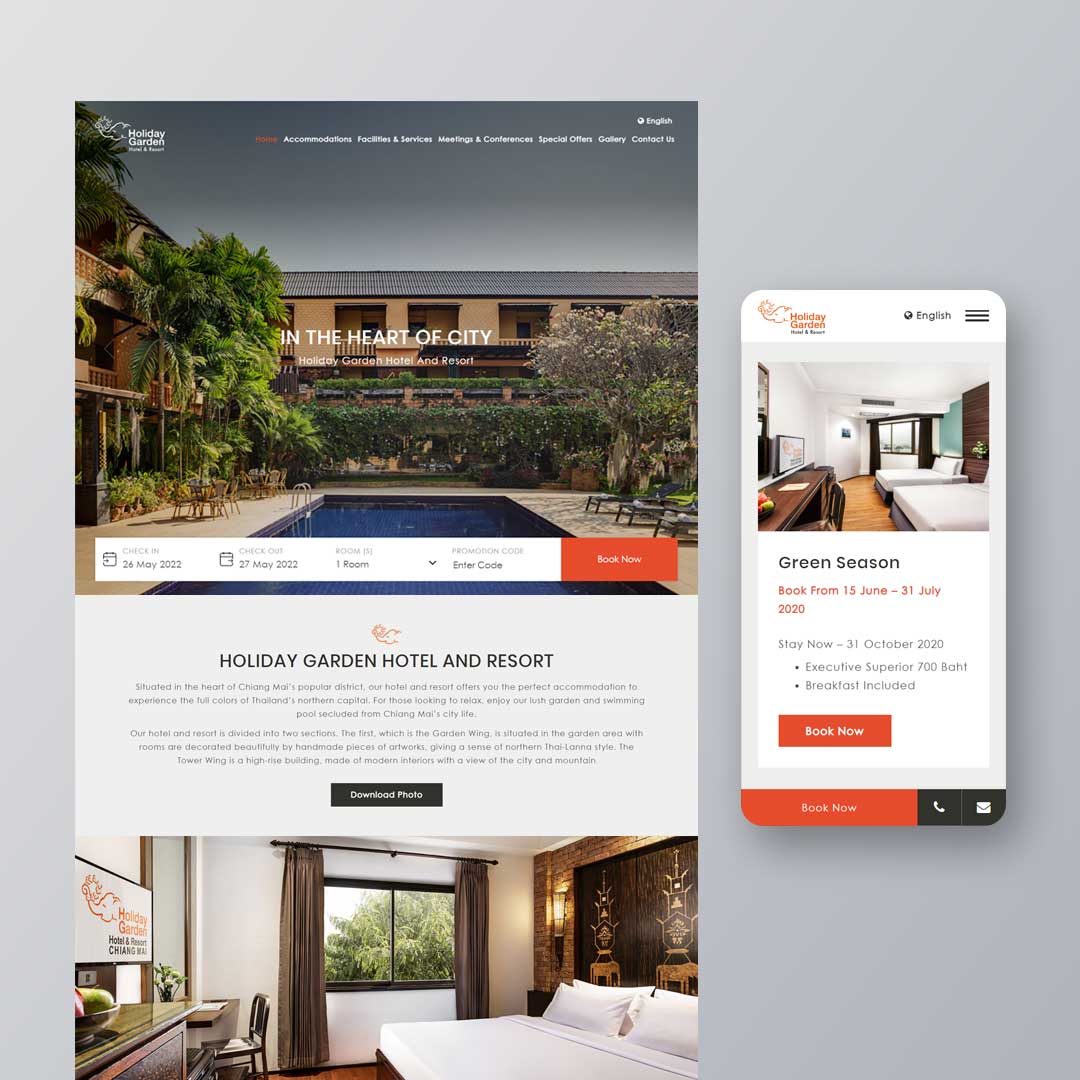 Holiday
Garden
Hotel & Resort
English
Home Accommodations Facilities & Services Meetings & Conferences Special Offers Gallery Contact Us
IN THE HEART OF CITY
Holiday Garden Hotel And Resort
CHECK IN
26 May 2022
CHECK OUT
27 May 2022
ROOM (S)
1 Room
PROMOTION CODE
Enter Code
Book Now
HOLIDAY GARDEN HOTEL AND RESORT
Situated in the heart of Chiang Mai's popular district, our hotel and resort offers you the perfect accommodation to
experience the full colors of Thailand's northern capital. For those looking to relax, enjoy our lush garden and swimming
pool secluded from Chiang Mai's city life.
Our hotel and resort is divided into two sections. The first, which is the Garden Wing, is situated in the garden area with
rooms are decorated beautifully by handmade pieces of artworks, giving a sense of northern Thai-Lanna style. The
Tower Wing is a high-rise building, made of modern interiors with a view of the city and mountain
Download Photo
Holiday
Garden
Hotel & Resort
CHIANG MAI
Holiday
Garden
Hotel & Resort
English
Green Season
Book From 15 June – 31 July
2020
Stay Now – 31 October 2020
• Executive Superior 700 Baht
• Breakfast Included
Book Now
Book Now